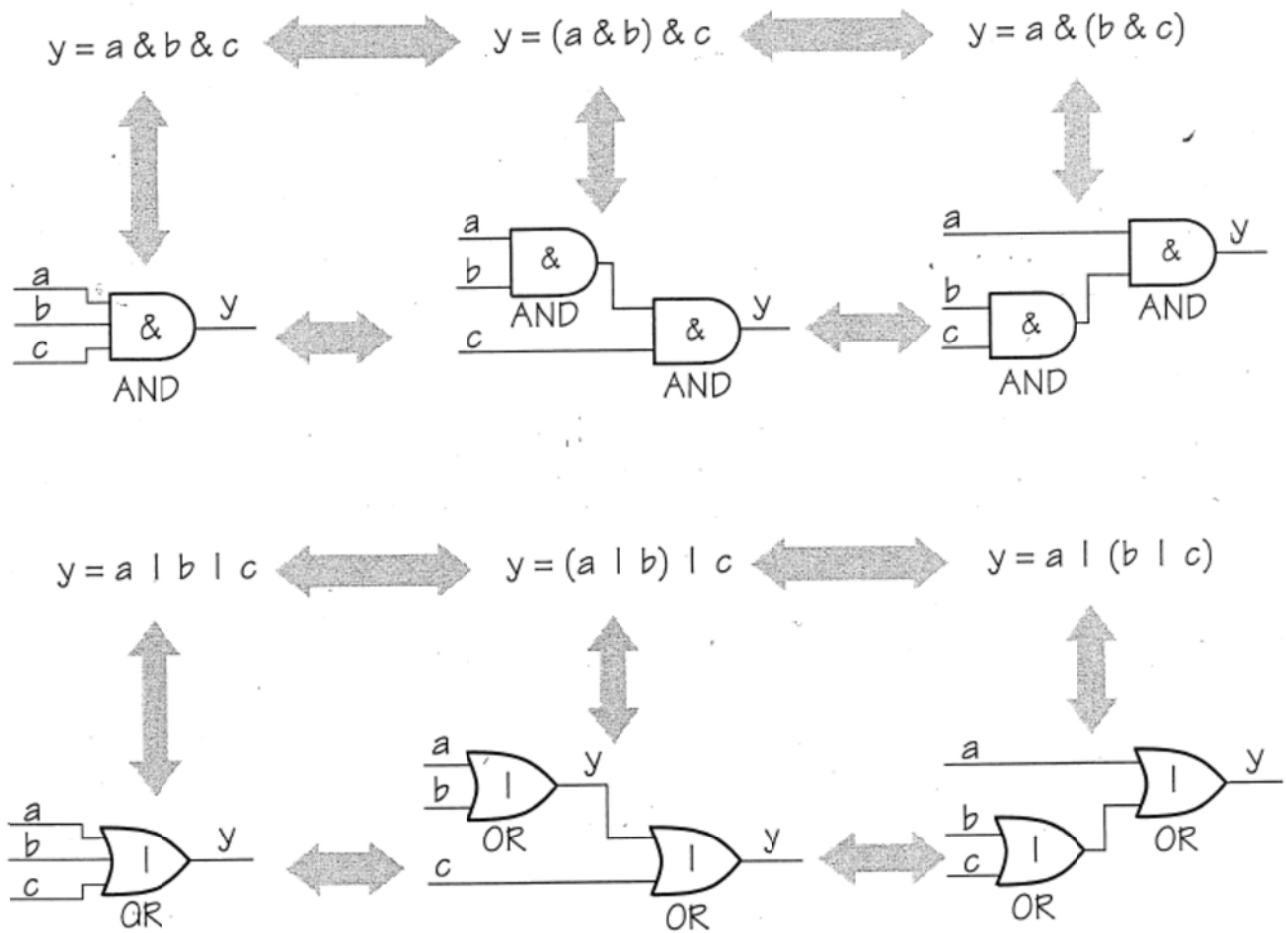 y = a & b & c
y = (a & b) & c
y = a & (b & c)
a
b
c
&
y
AND
a
b
&
AND
c
&
y
AND
a
b
c
&
AND
&
y
AND
y = a | b | c
y = (a | b) | c
y = a | (b | c)
a
b
c
|
y
OR
a
b
|
y
OR
c
|
y
OR
a
b
c
|
OR
|
y
OR